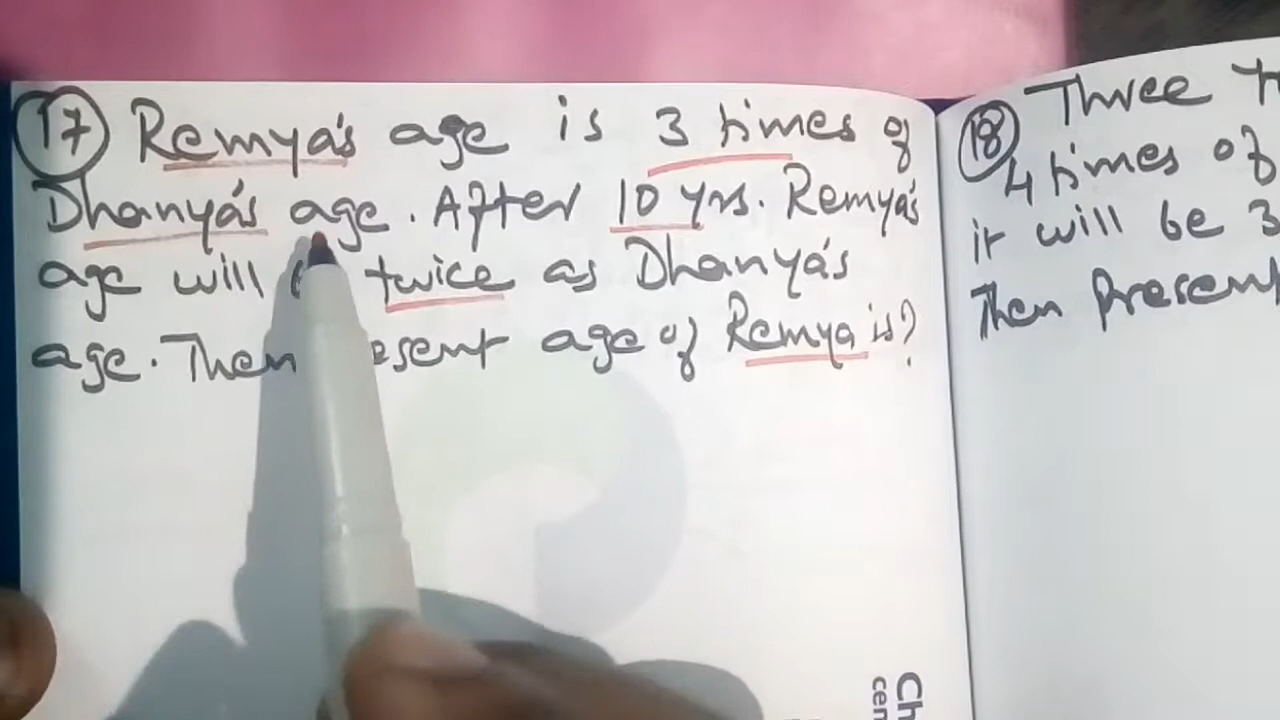 17 Remya's age is 3 times of
Dhanya's age. After 10 yrs. Remya's
age will twice as Dhanya's
age. Then age of Remya is?
18 Three
4 times of
it will be 3
Then Present
Ch
cen